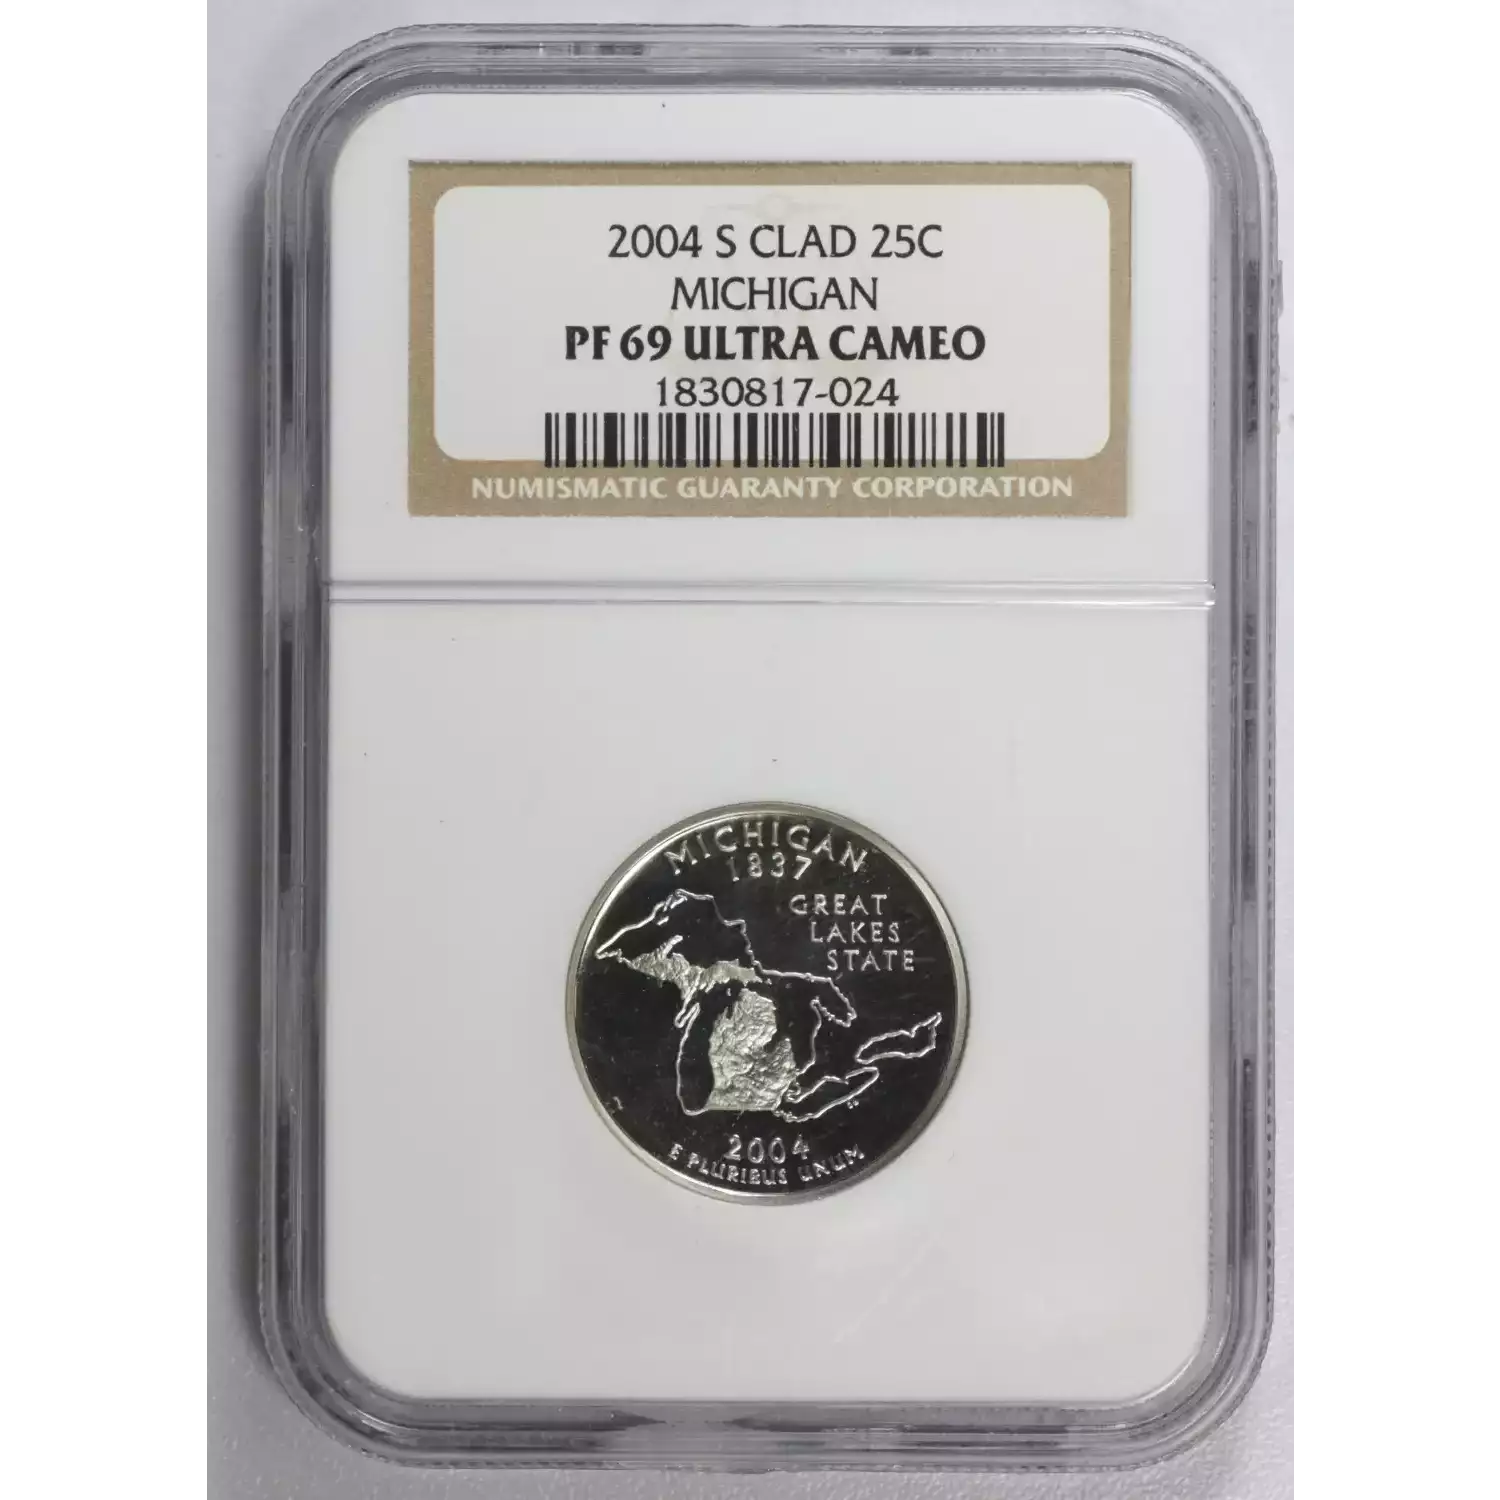 2004 S CLAD 25C
MICHIGAN
PF 69 ULTRA CAMEO
1830817-024
NUMISMATIC GUARANTY CORPORATION
MICHIGAN
1837
GREAT
LAKES
STATE
2004
E PLURIBUS UNUM